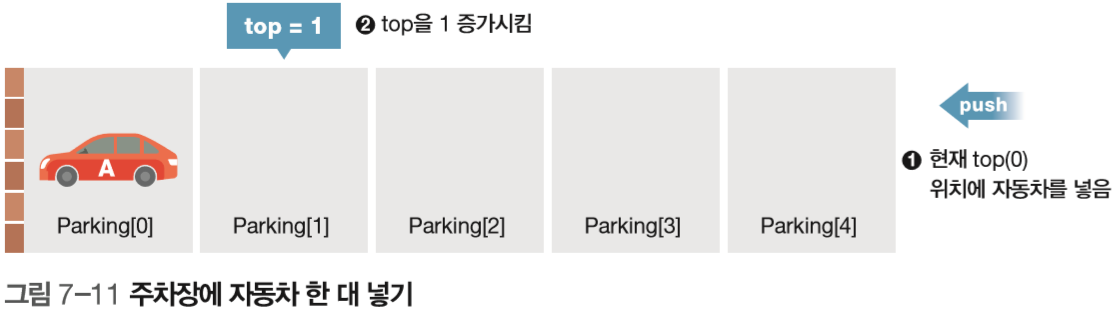 top = 1
❷ top을 1 증가시킴
push
❶ 현재 top(0)
위치에 자동차를 넣음
A
Parking[0]
Parking[1]
Parking[2]
Parking[3]
Parking[4]
그림 7-11 주차장에 자동차 한 대 넣기